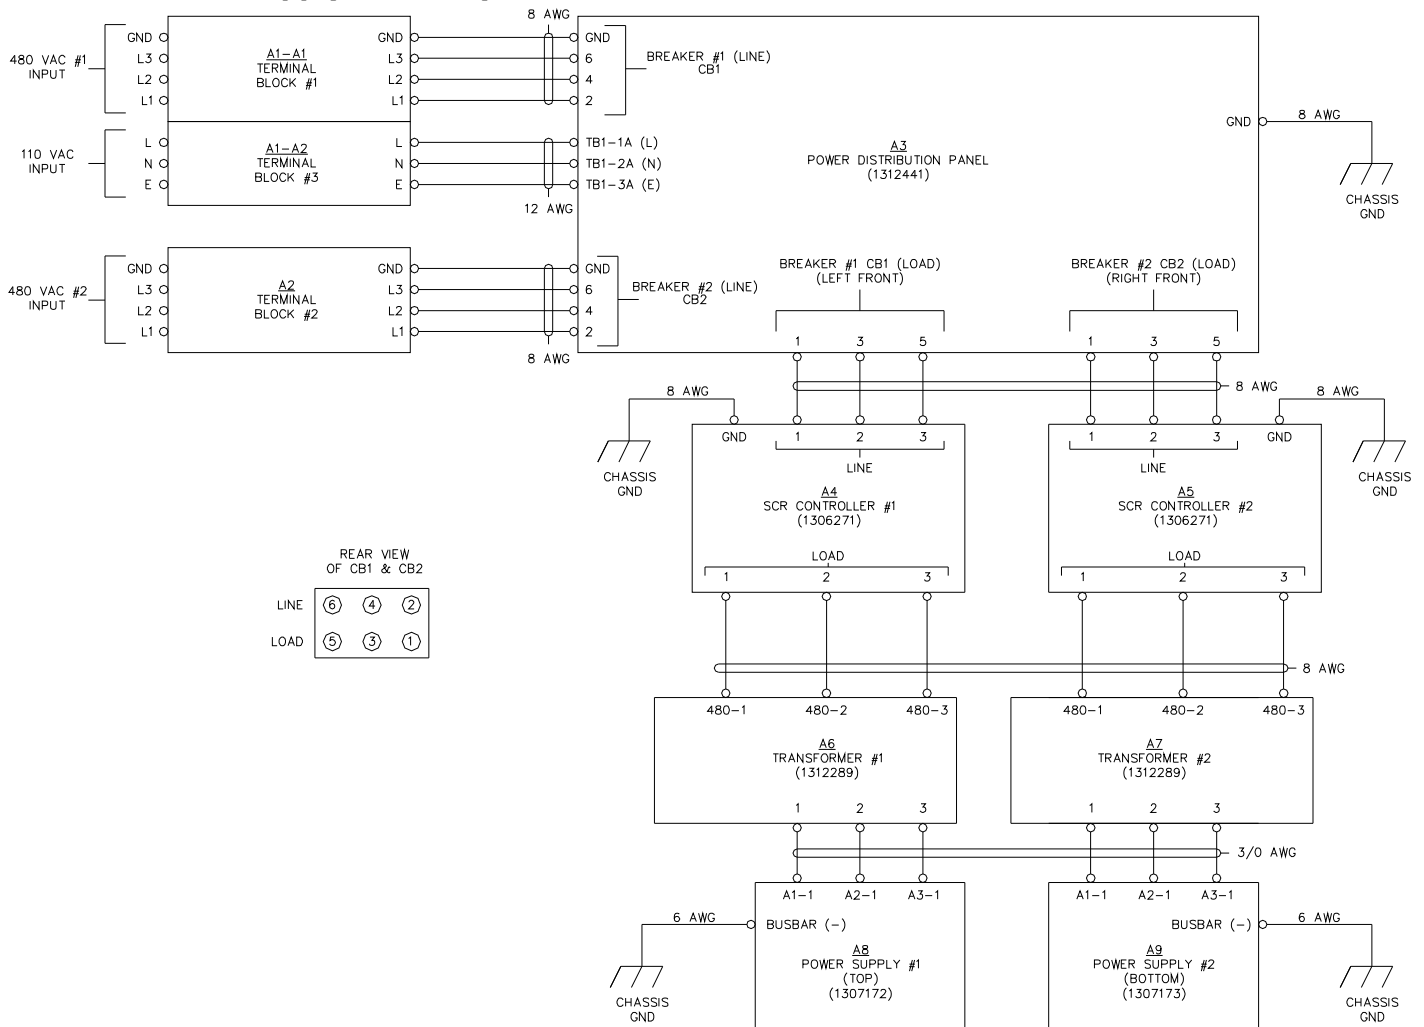 8 AWG
480 VAC #1
INPUT
GND
L3
L2
L1
A1-A1
TERMINAL
BLOCK #1
GND
L3
L2
L1
GND
6
4
2
BREAKER #1 (LINE)
CB1
110 VAC
INPUT
L
N
E
A1-A2
TERMINAL
BLOCK #3
L
N
E
TB1-1A (L)
TB1-2A (N)
TB1-3A (E)
12 AWG
A3
POWER DISTRIBUTION PANEL
(1312441)
GND
8 AWG
CHASSIS
GND
480 VAC #2
INPUT
GND
L3
L2
L1
A2
TERMINAL
BLOCK #2
GND
L3
L2
L1
GND
6
4
2
BREAKER #2 (LINE)
CB2
8 AWG
BREAKER #1 CB1 (LOAD)
(LEFT FRONT)
1 3 5
BREAKER #2 CB2 (LOAD)
(RIGHT FRONT)
1 3 5
8 AWG
8 AWG
8 AWG
CHASSIS
GND
GND 1 2 3
LINE
A4
SCR CONTROLLER #1
(1306271)
LOAD
1 2 3
1 2 3 GND
LINE
A5
SCR CONTROLLER #2
(1306271)
LOAD
1 2 3
CHASSIS
GND
REAR VIEW
OF CB1 & CB2
LINE 6 4 2
LOAD 5 3 1
8 AWG
480-1 480-2 480-3
A6
TRANSFORMER #1
(1312289)
1 2 3
480-1 480-2 480-3
A7
TRANSFORMER #2
(1312289)
1 2 3
3/0 AWG
A1-1 A2-1 A3-1
6 AWG
BUSBAR (-)
A8
POWER SUPPLY #1
(TOP)
(1307172)
CHASSIS
GND
A1-1 A2-1 A3-1
BUSBAR (-)
6 AWG
A9
POWER SUPPLY #2
(BOTTOM)
(1307173)
CHASSIS
GND